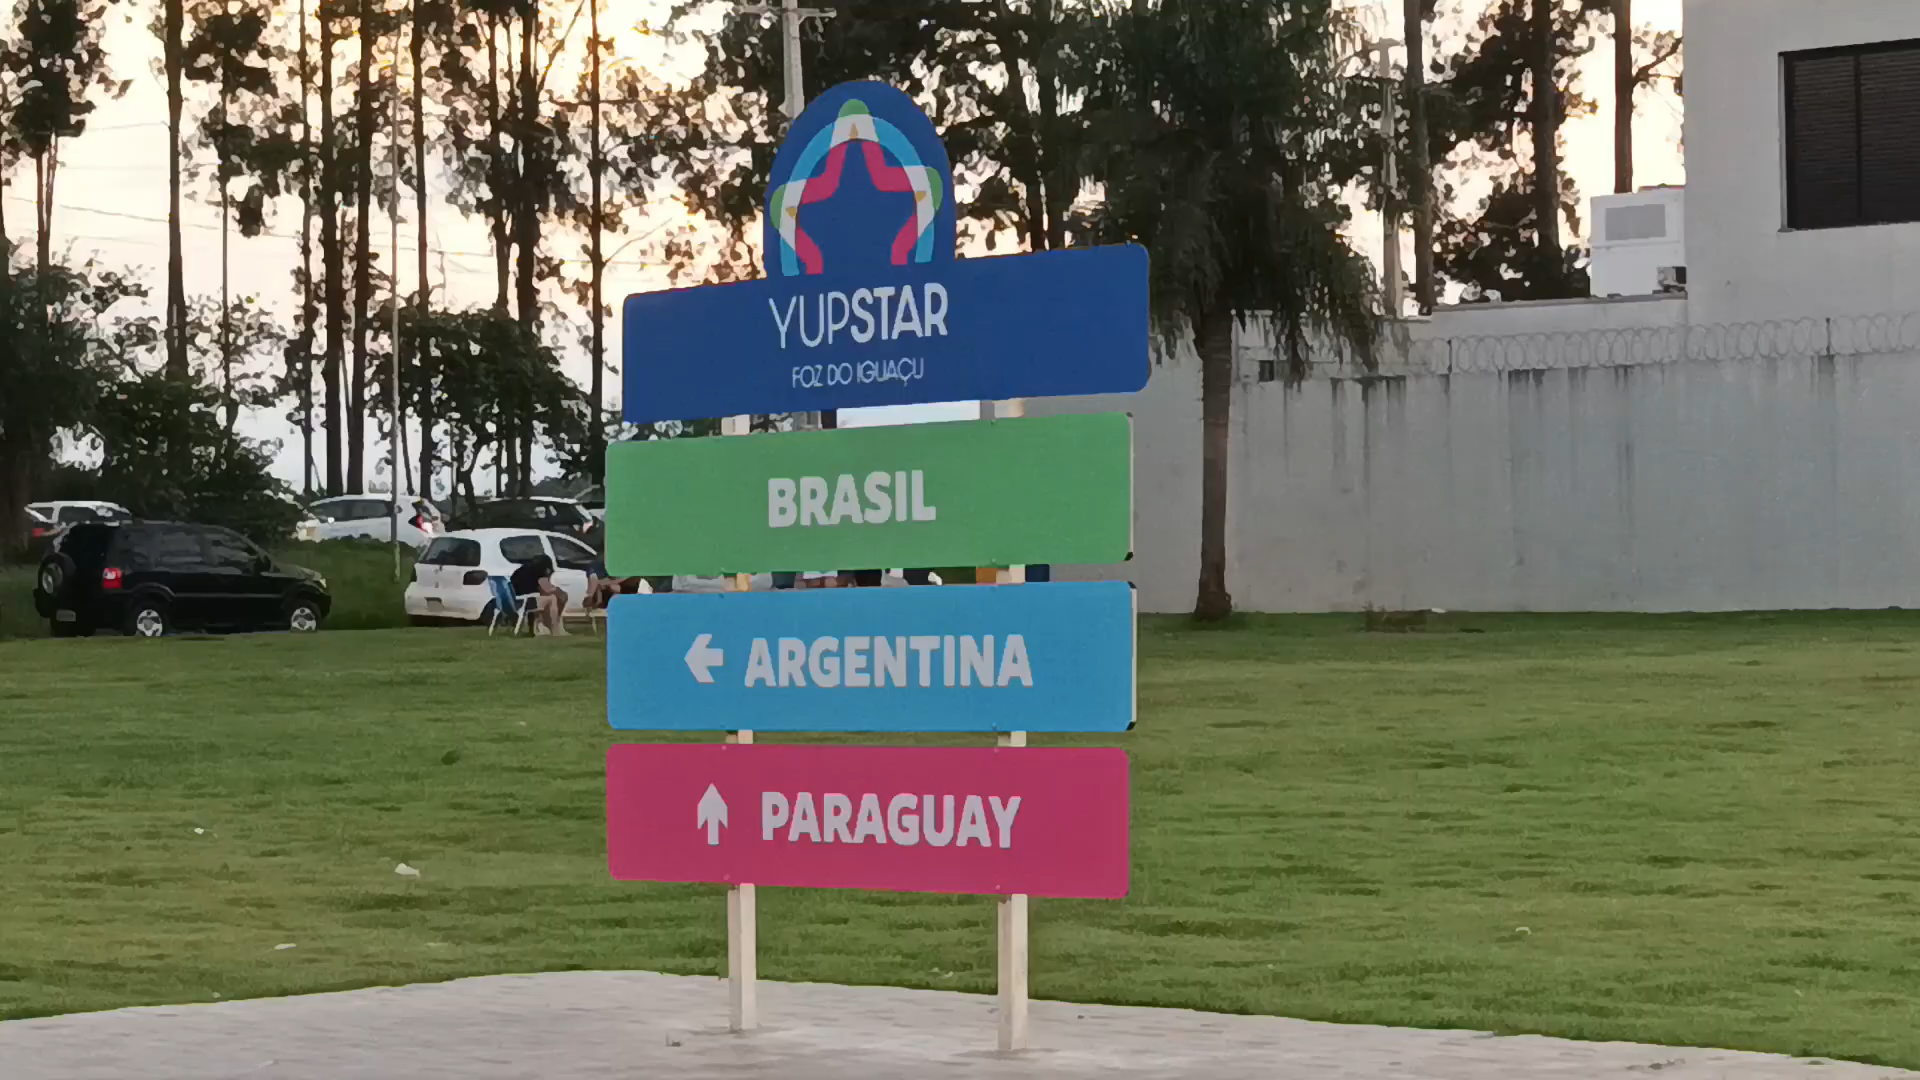 YUPSTAR
FOZ DO IGUAÇU
BRASIL
← ARGENTINA
↑ PARAGUAY